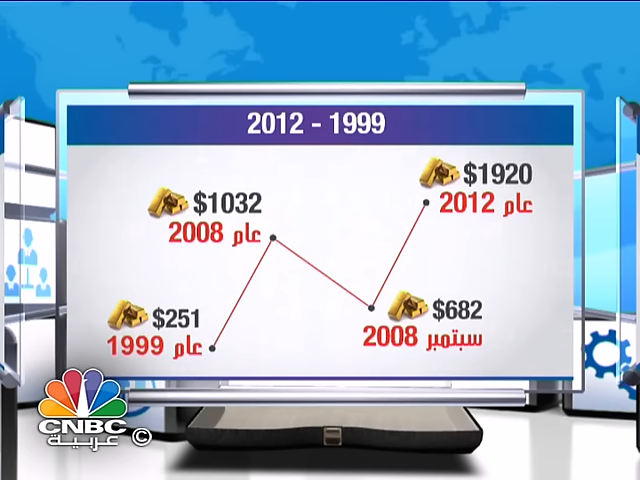 2012 - 1999
$1920
عام 2012
$1032
عام 2008
$682
سبتمبر 2008
$251
عام 1999
CNBC
عربية ©